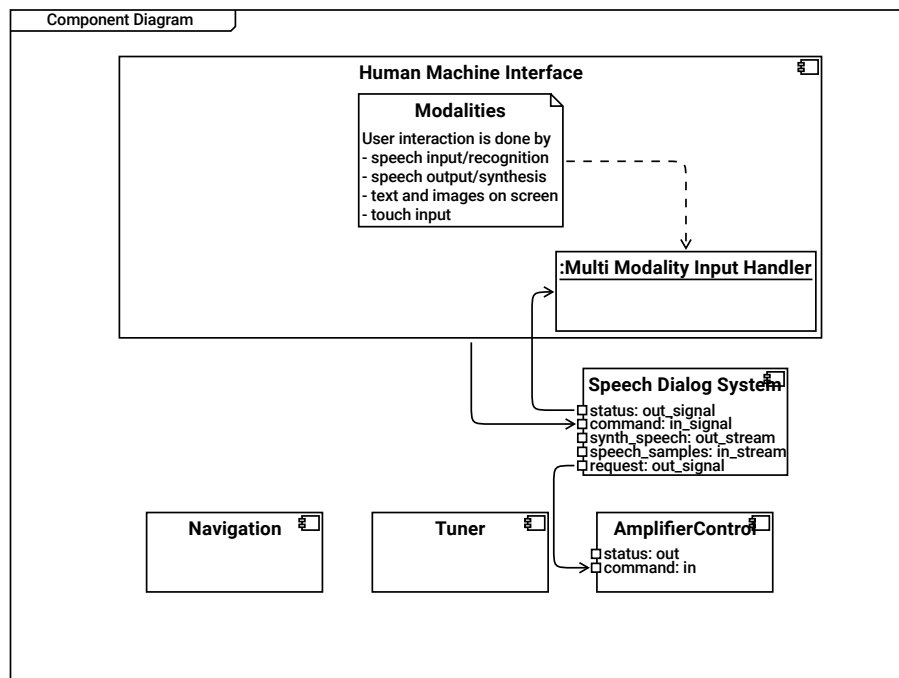 Component Diagram
Human Machine Interface
Modalities
User interaction is done by
- speech input/recognition
- speech output/synthesis
- text and images on screen
- touch input
:Multi Modality Input Handler
Speech Dialog System
status: out_signal
command: in_signal
synth_speech: out_stream
speech_samples: in_stream
request: out_signal
Navigation
Tuner
AmplifierControl
status: out
command: in